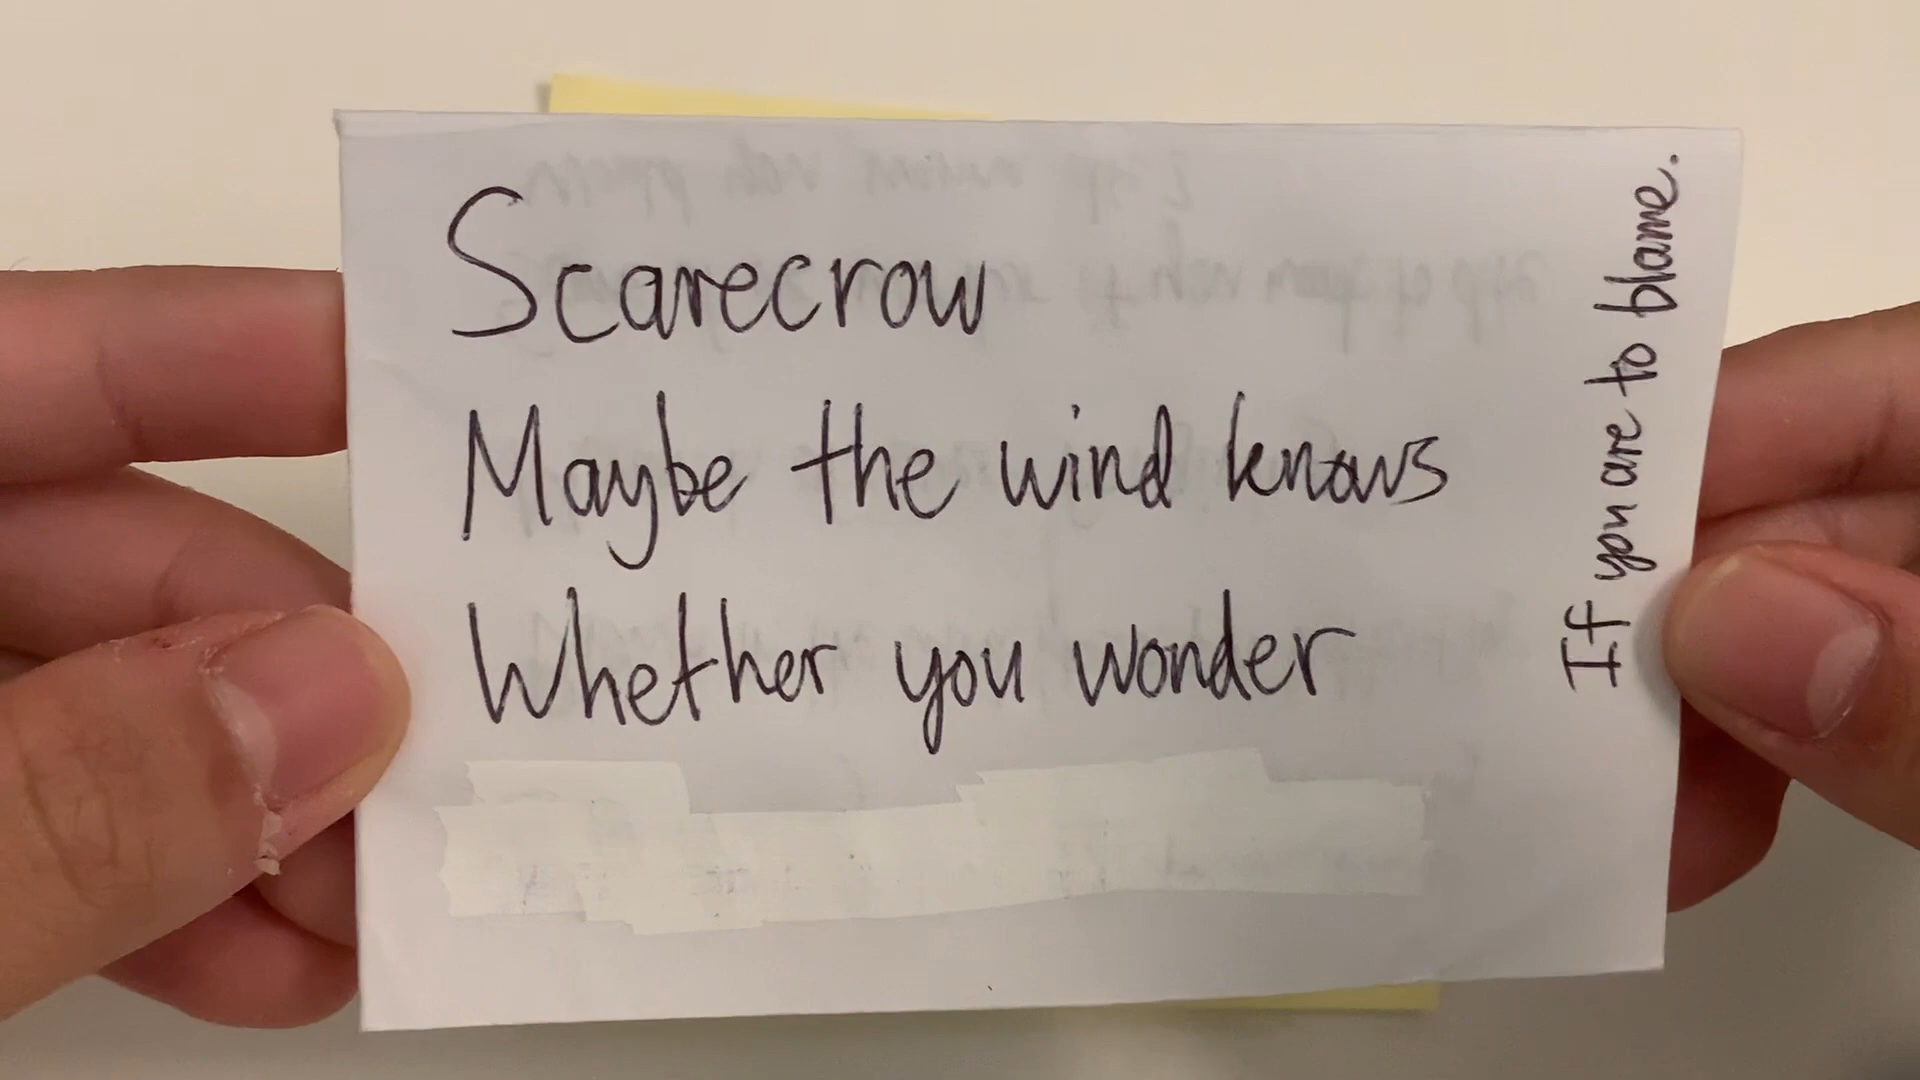 Scarecrow
Maybe the wind knows
Whether you wonder
If you are to blame.